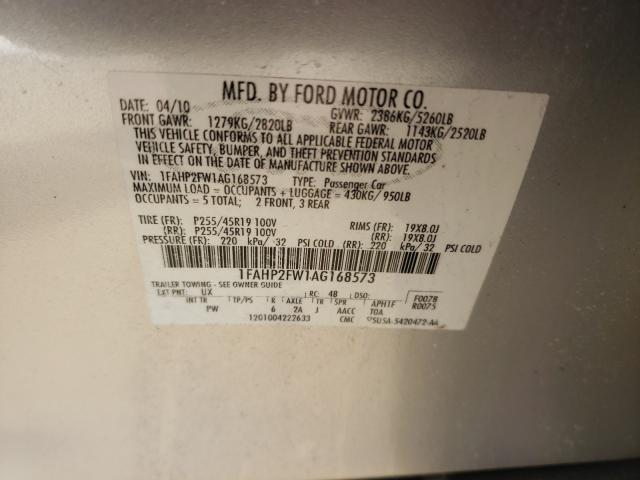 MFD. BY FORD MOTOR CO.
DATE: 04/10 GVWR: 2386KG/5260LB
FRONT GAWR: 1279KG/2820LB REAR GAWR: 1143KG/2520LB
THIS VEHICLE CONFORMS TO ALL APPLICABLE FEDERAL MOTOR
VEHICLE SAFETY, BUMPER, AND THEFT PREVENTION STANDARDS
IN EFFECT ON THE DATE OF MANUFACTURE SHOWN ABOVE.
VIN: 1FAHP2FW1AG168573 TYPE: Passenger Car
MAXIMUM LOAD = OCCUPANTS + LUGGAGE = 430KG/ 950LB
OCCUPANTS = 5 TOTAL; 2 FRONT, 3 REAR
TIRE (FR): P255/45R19 100V RIMS (FR): 19X8.0J
(RR): P255/45R19 100V (RR): 19X8.0J
PRESSURE (FR): 220 kPa/ 32 PSI COLD (RR): 220 kPa/ 32 PSI COLD
1FAHP2FW1AG168573
TRAILER TOWING - SEE OWNER GUIDE
EXT PNT: UX RC: 48 DSO: F0078
INT TR TP/PS R AXLE TR SPR APH1F R0075
PW 6 2A J AACC TOA
1201004222633 CMC 5U5A-5420472-AA